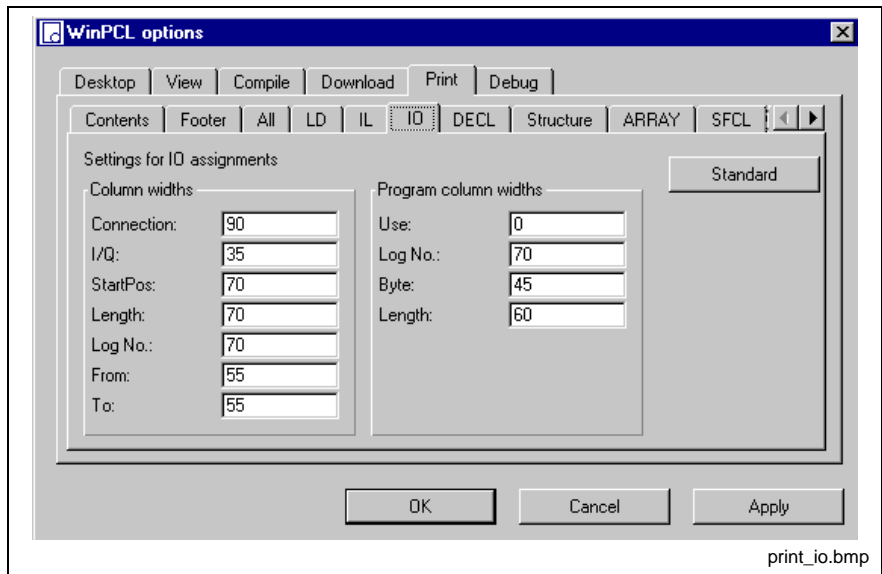 WinPCL options
Desktop View Compile Download Print Debug
Contents Footer All LD IL IO DECL Structure ARRAY SFCL
Settings for IO assignments
Standard
Column widths
Connection: 90
I/Q: 35
StartPos: 70
Length: 70
Log No.: 70
From: 55
To: 55
Program column widths
Use: 0
Log No.: 70
Byte: 45
Length: 60
OK Cancel Apply
print_io.bmp